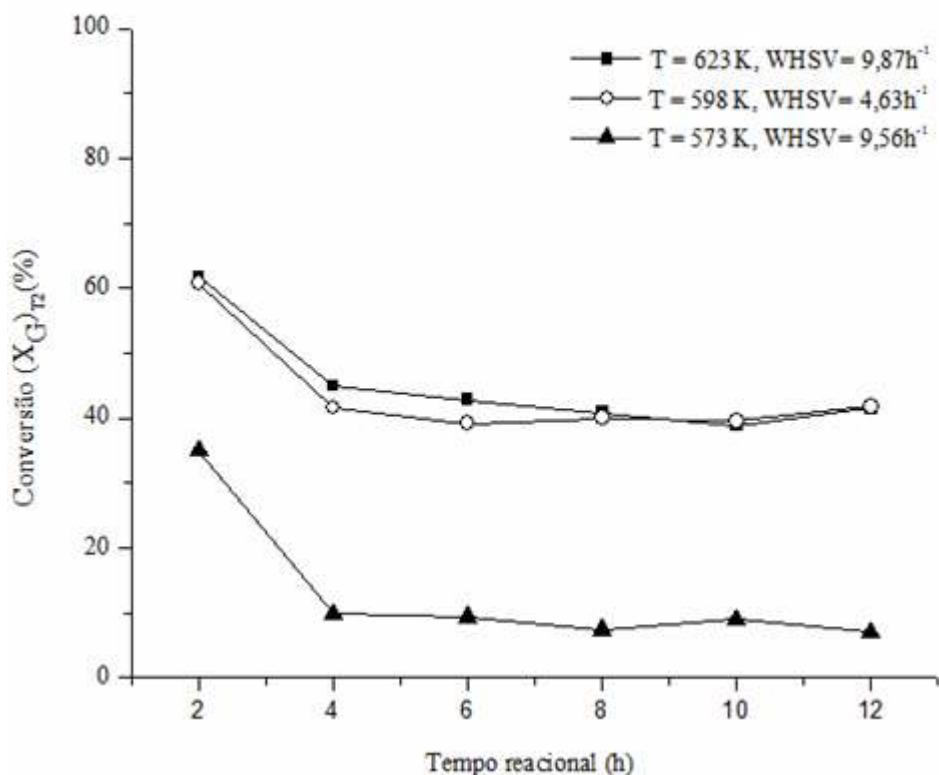 100
80
60
40
20
0
Conversão (X_G)_T2(%)
T = 623 K, WHSV= 9,87h⁻¹
T = 598 K, WHSV= 4,63h⁻¹
T = 573 K, WHSV= 9,56h⁻¹
2 4 6 8 10 12
Tempo reacional (h)